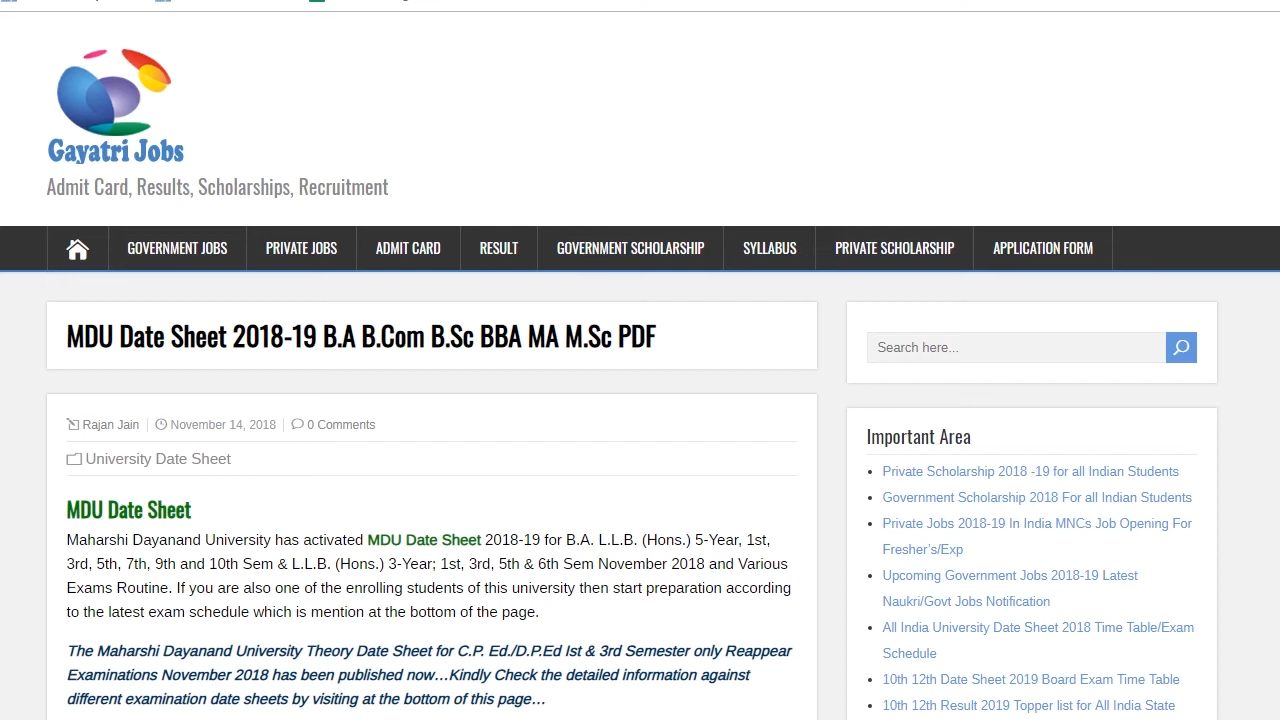 Gayatri Jobs
Admit Card, Results, Scholarships, Recruitment
GOVERNMENT JOBS PRIVATE JOBS ADMIT CARD RESULT GOVERNMENT SCHOLARSHIP SYLLABUS PRIVATE SCHOLARSHIP APPLICATION FORM
MDU Date Sheet 2018-19 B.A B.Com B.Sc BBA MA M.Sc PDF
Rajan Jain November 14, 2018 0 Comments
University Date Sheet
MDU Date Sheet
Maharshi Dayanand University has activated MDU Date Sheet 2018-19 for B.A. L.L.B. (Hons.) 5-Year, 1st,
3rd, 5th, 7th, 9th and 10th Sem & L.L.B. (Hons.) 3-Year; 1st, 3rd, 5th & 6th Sem November 2018 and Various
Exams Routine. If you are also one of the enrolling students of this university then start preparation according
to the latest exam schedule which is mention at the bottom of the page.
The Maharshi Dayanand University Theory Date Sheet for C.P. Ed./D.P.Ed Ist & 3rd Semester only Reappear
Examinations November 2018 has been published now…Kindly Check the detailed information against
different examination date sheets by visiting at the bottom of this page…
Search here...
Important Area
Private Scholarship 2018 -19 for all Indian Students
Government Scholarship 2018 For all Indian Students
Private Jobs 2018-19 In India MNCs Job Opening For
Fresher’s/Exp
Upcoming Government Jobs 2018-19 Latest
Naukri/Govt Jobs Notification
All India University Date Sheet 2018 Time Table/Exam
Schedule
10th 12th Date Sheet 2019 Board Exam Time Table
10th 12th Result 2019 Topper list for All India State